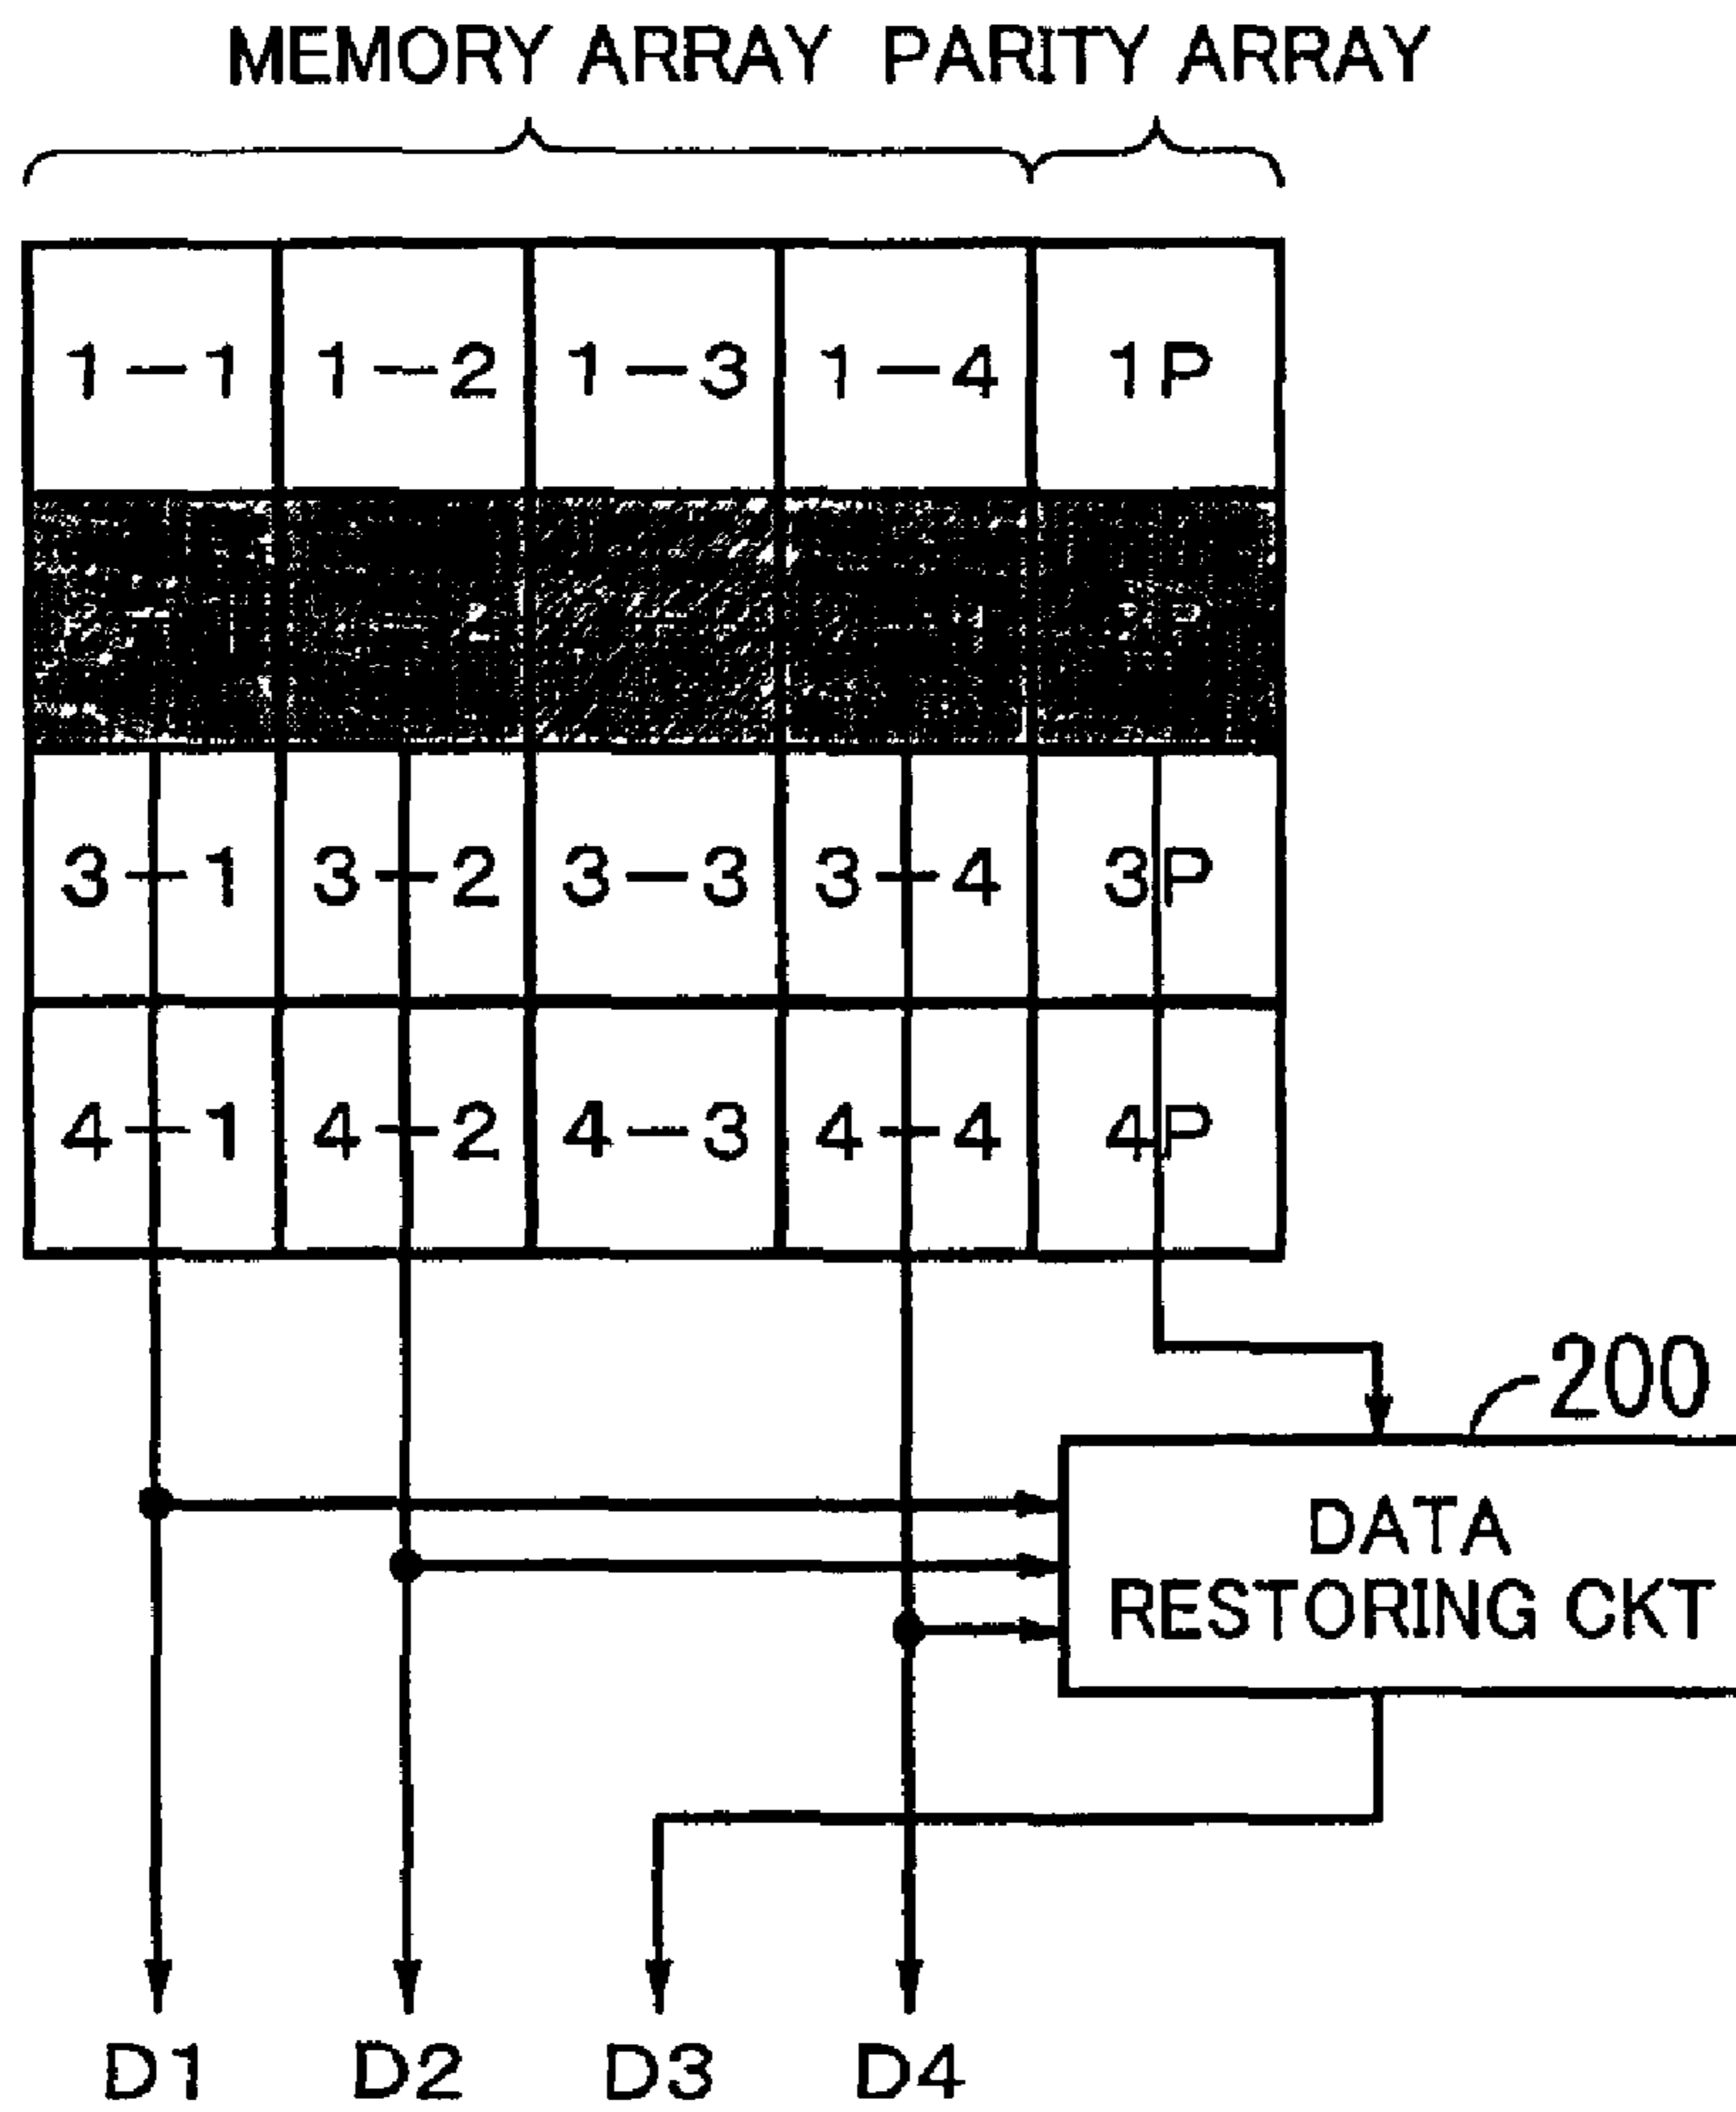 MEMORY ARRAY PARITY ARRAY
1-1 1-2 1-3 1-4 1P
3-1 3-2 3-3 3-4 3P
4-1 4-2 4-3 4-4 4P
200
DATA
RESTORING CKT
D1 D2 D3 D4